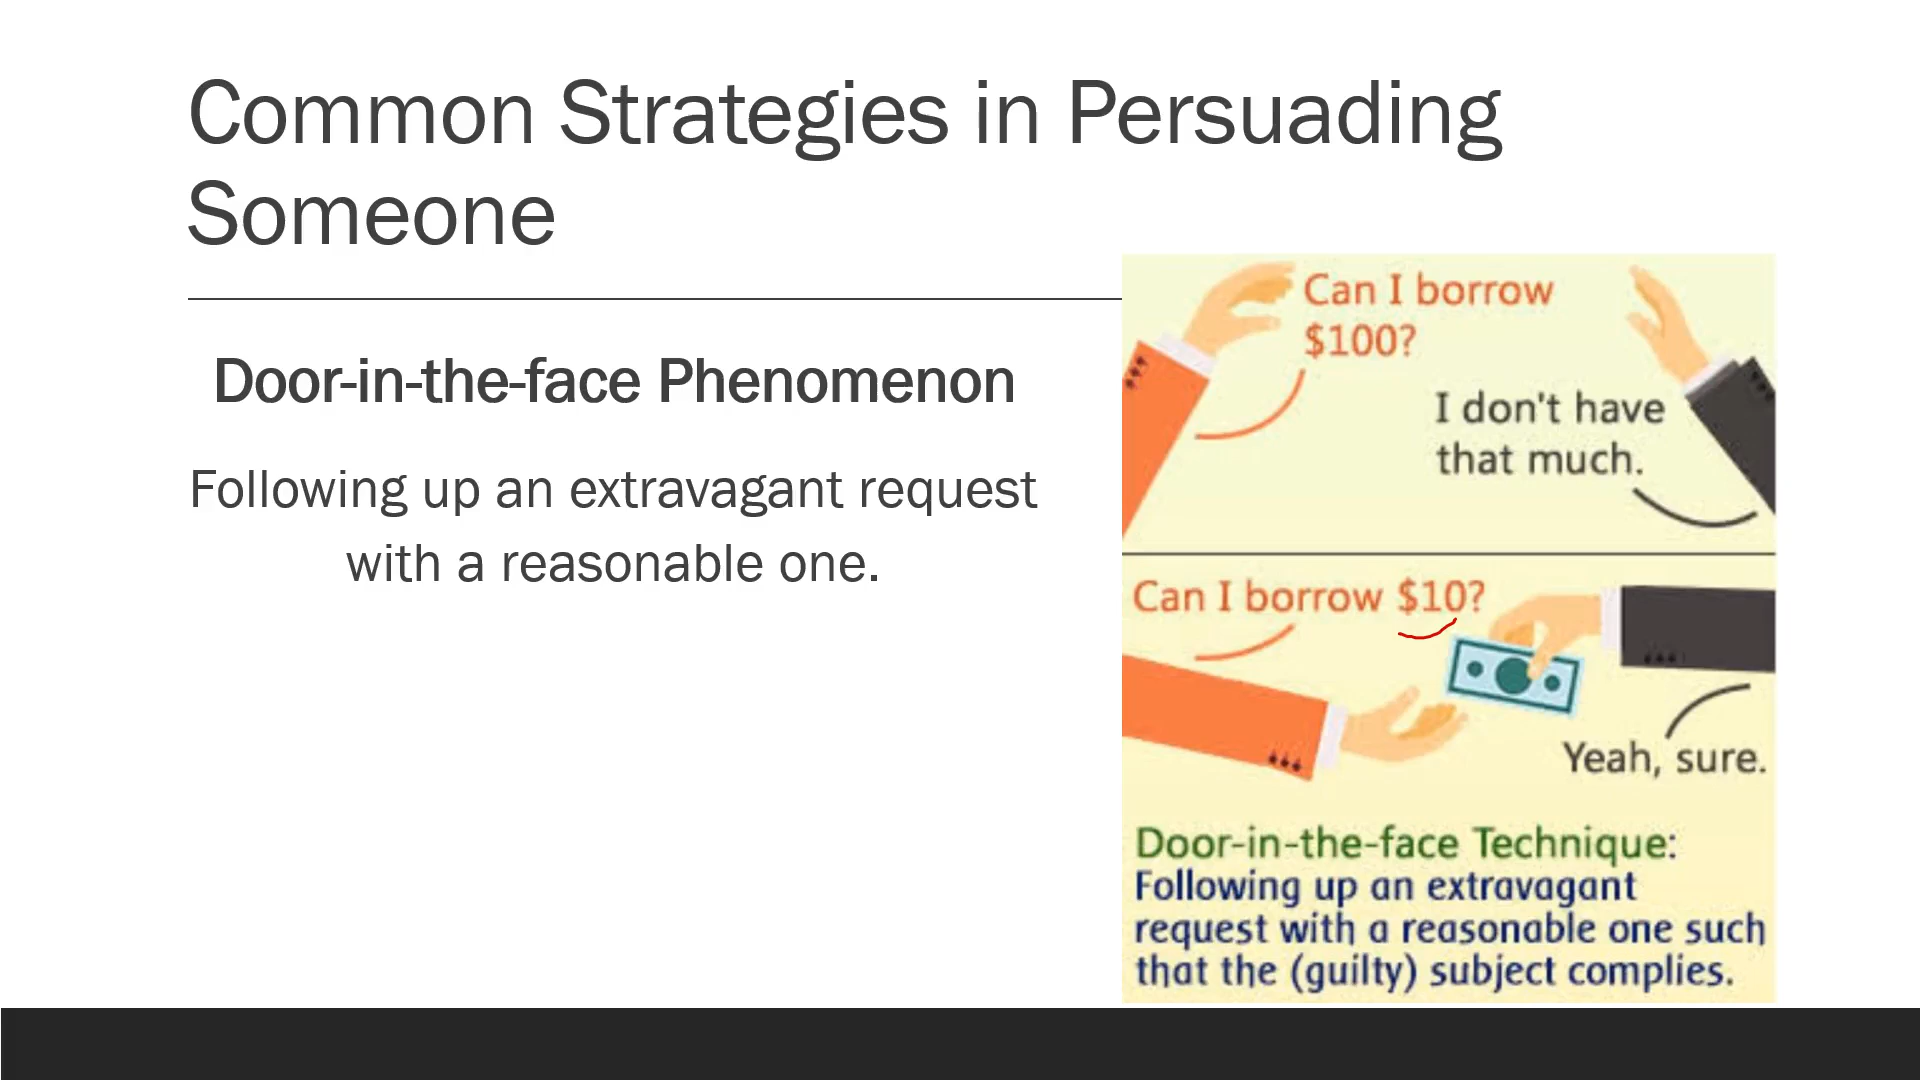 Common Strategies in Persuading
Someone
Door-in-the-face Phenomenon
Following up an extravagant request
with a reasonable one.
Can I borrow
$100?
I don't have
that much.
Can I borrow $10?
Yeah, sure.
Door-in-the-face Technique:
Following up an extravagant
request with a reasonable one such
that the (guilty) subject complies.